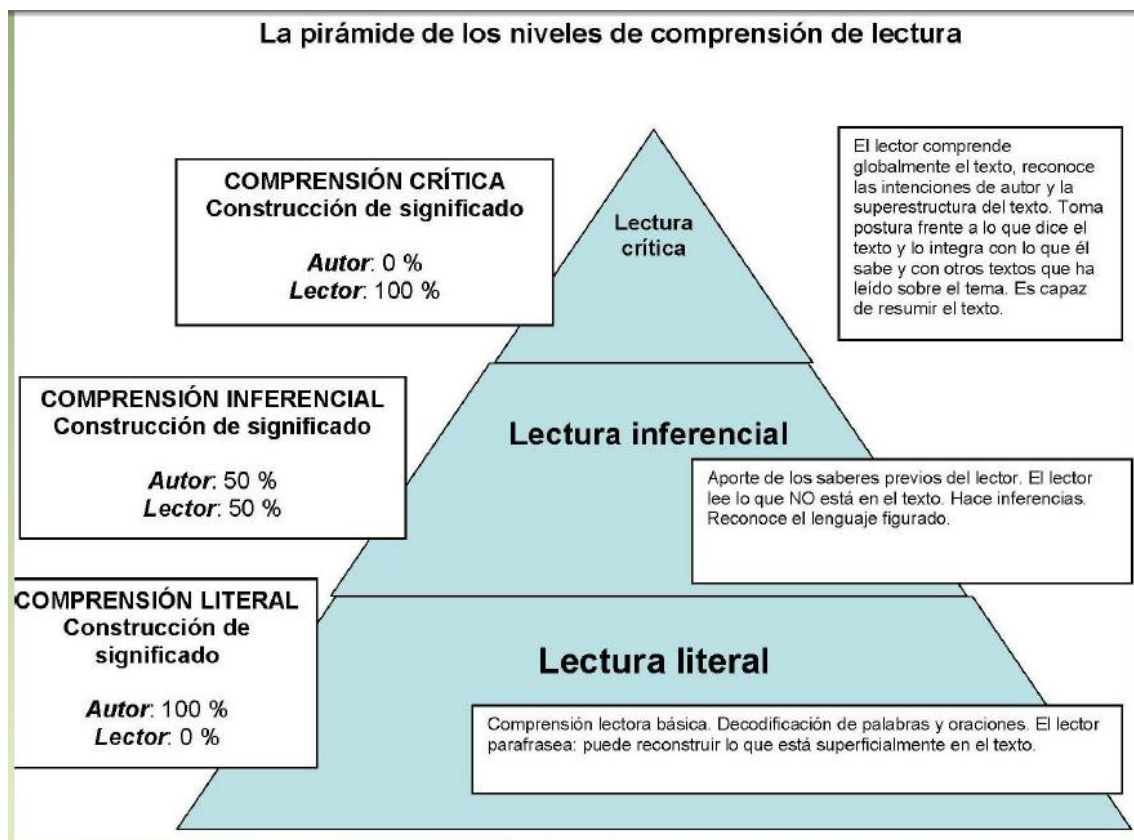 La pirámide de los niveles de comprensión de lectura
COMPRENSIÓN CRÍTICA
Construcción de significado
Autor: 0 %
Lector: 100 %
Lectura
crítica
El lector comprende
globalmente el texto, reconoce
las intenciones de autor y la
superestructura del texto. Toma
postura frente a lo que dice el
texto y lo integra con lo que él
sabe y con otros textos que ha
leído sobre el tema. Es capaz
de resumir el texto.
COMPRENSIÓN INFERENCIAL
Construcción de significado
Autor: 50 %
Lector: 50 %
Lectura inferencial
Aporte de los saberes previos del lector. El lector
lee lo que NO está en el texto. Hace inferencias.
Reconoce el lenguaje figurado.
COMPRENSIÓN LITERAL
Construcción de
significado
Autor: 100 %
Lector: 0 %
Lectura literal
Comprensión lectora básica. Decodificación de palabras y oraciones. El lector
parafrasea: puede reconstruir lo que está superficialmente en el texto.